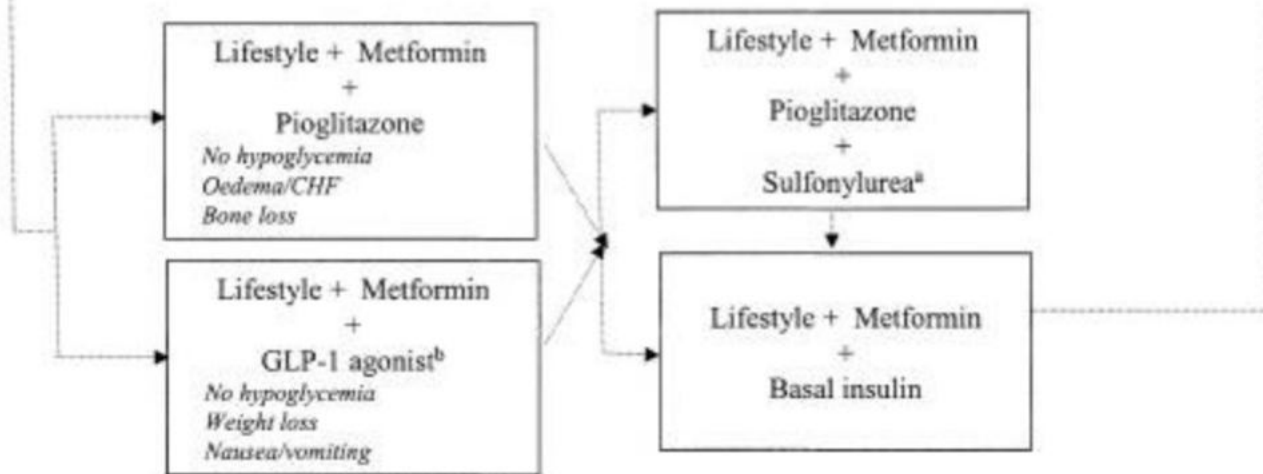 Lifestyle + Metformin
+
Pioglitazone
No hypoglycemia
Oedema/CHF
Bone loss
Lifestyle + Metformin
+
GLP-1 agonistᵇ
No hypoglycemia
Weight loss
Nausea/vomiting
Lifestyle + Metformin
+
Pioglitazone
+
Sulfonylureaᵃ
Lifestyle + Metformin
+
Basal insulin